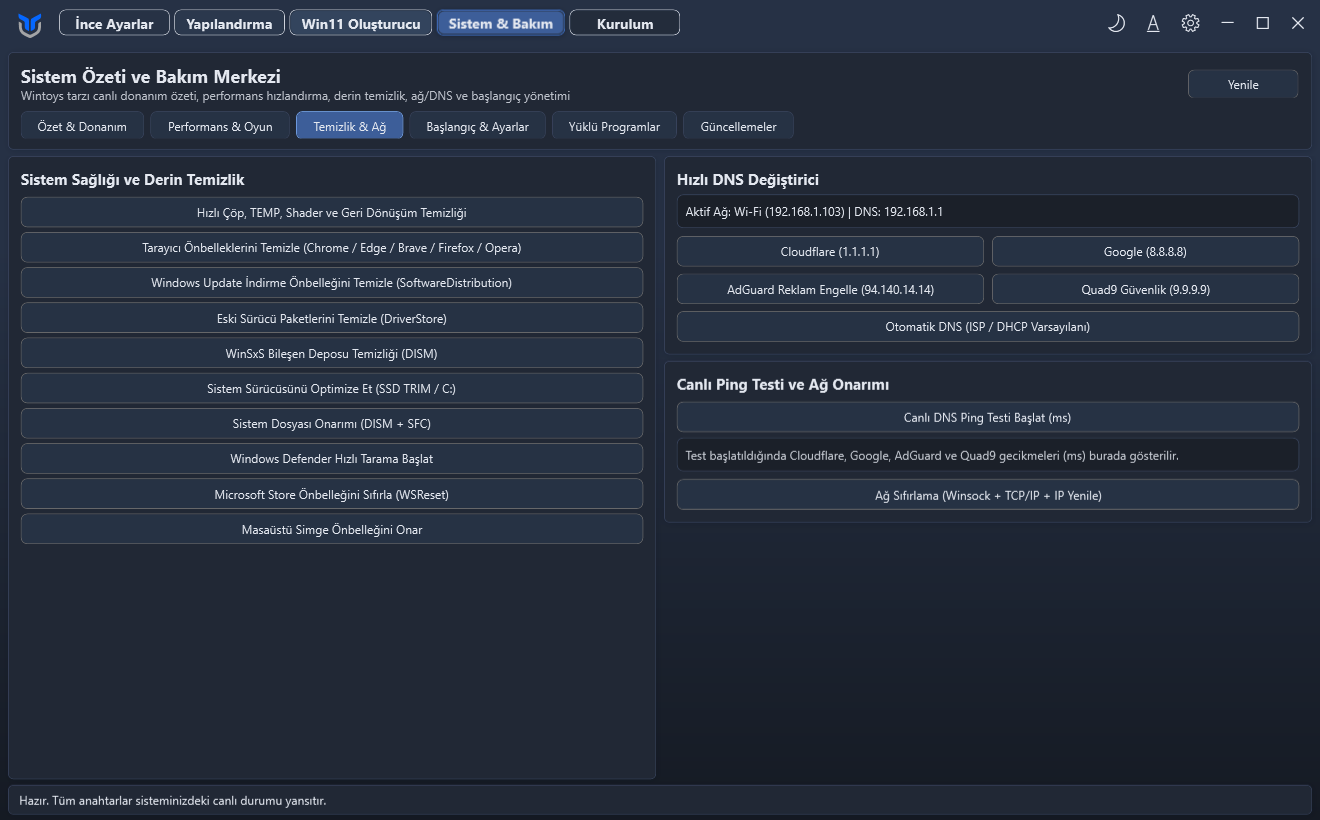 İnce Ayarlar
Yapılandırma
Win11 Oluşturucu
Sistem & Bakım
Kurulum
Sistem Özeti ve Bakım Merkezi
Wintoys tarzı canlı donanım özeti, performans hızlandırma, derin temizlik, ağ/DNS ve başlangıç yönetimi
Yenile
Özet & Donanım
Performans & Oyun
Temizlik & Ağ
Başlangıç & Ayarlar
Yüklü Programlar
Güncellemeler
Sistem Sağlığı ve Derin Temizlik
Hızlı Çöp, TEMP, Shader ve Geri Dönüşüm Temizliği
Tarayıcı Önbelleklerini Temizle (Chrome / Edge / Brave / Firefox / Opera)
Windows Update İndirme Önbelleğini Temizle (SoftwareDistribution)
Eski Sürücü Paketlerini Temizle (DriverStore)
WinSxS Bileşen Deposu Temizliği (DISM)
Sistem Sürücüsünü Optimize Et (SSD TRIM / C:)
Sistem Dosyası Onarımı (DISM + SFC)
Windows Defender Hızlı Tarama Başlat
Microsoft Store Önbelleğini Sıfırla (WSReset)
Masaüstü Simge Önbelleğini Onar
Hızlı DNS Değiştirici
Aktif Ağ: Wi-Fi (192.168.1.103) | DNS: 192.168.1.1
Cloudflare (1.1.1.1)
Google (8.8.8.8)
AdGuard Reklam Engelle (94.140.14.14)
Quad9 Güvenlik (9.9.9.9)
Otomatik DNS (ISP / DHCP Varsayılanı)
Canlı Ping Testi ve Ağ Onarımı
Canlı DNS Ping Testi Başlat (ms)
Test başlatıldığında Cloudflare, Google, AdGuard ve Quad9 gecikmeleri (ms) burada gösterilir.
Ağ Sıfırlama (Winsock + TCP/IP + IP Yenile)
Hazır. Tüm anahtarlar sisteminizdeki canlı durumu yansıtır.